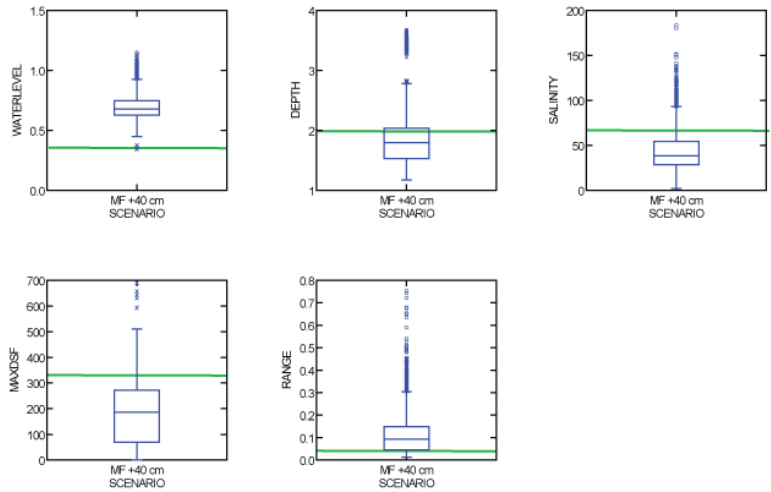 WATERLEVEL
1.5
1.0
0.5
0.0
MF +40 cm
SCENARIO
DEPTH
4
3
2
1
MF +40 cm
SCENARIO
SALINITY
200
150
100
50
0
MF +40 cm
SCENARIO
MAXDSF
700
600
500
400
300
200
100
0
MF +40 cm
SCENARIO
RANGE
0.8
0.7
0.6
0.5
0.4
0.3
0.2
0.1
0.0
MF +40 cm
SCENARIO